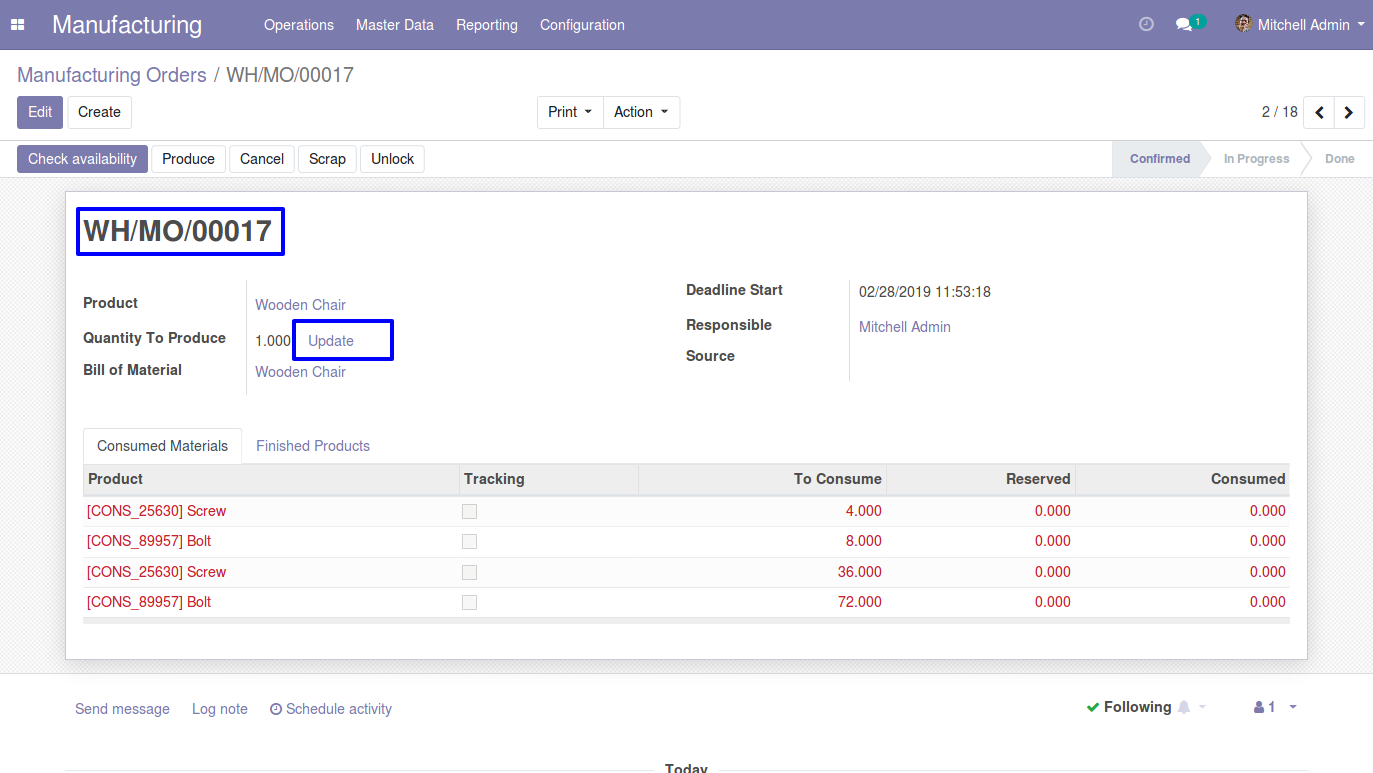 Manufacturing Operations Master Data Reporting Configuration 1 Mitchell Admin
Manufacturing Orders / WH/MO/00017
Edit Create Print Action 2 / 18
Check availability Produce Cancel Scrap Unlock Confirmed In Progress Done
WH/MO/00017
Product Wooden Chair
Quantity To Produce 1.000 Update
Bill of Material Wooden Chair
Deadline Start 02/28/2019 11:53:18
Responsible Mitchell Admin
Source
Consumed Materials Finished Products
Product Tracking To Consume Reserved Consumed
[CONS_25630] Screw 4.000 0.000 0.000
[CONS_89957] Bolt 8.000 0.000 0.000
[CONS_25630] Screw 36.000 0.000 0.000
[CONS_89957] Bolt 72.000 0.000 0.000
Send message Log note Schedule activity Following 1
Today